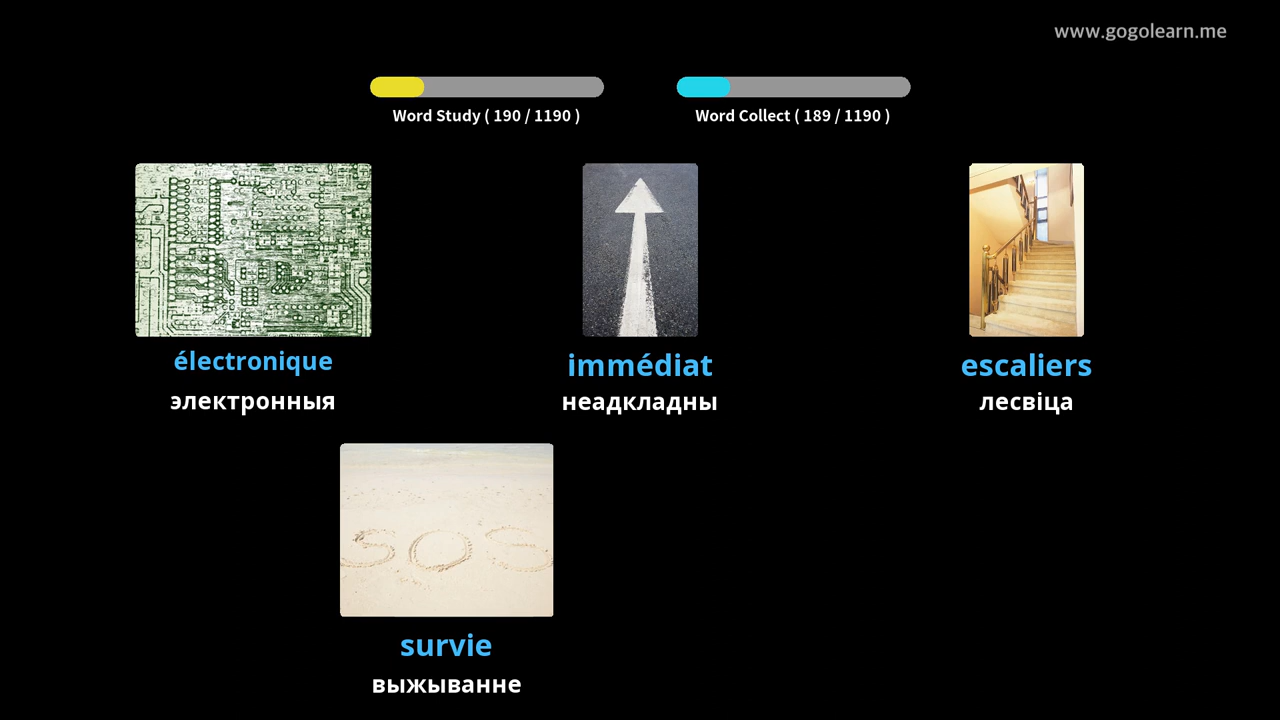 www.gogolearn.me
Word Study ( 190 / 1190 )
Word Collect ( 189 / 1190 )
électronique
электронныя
immédiat
неадкладны
escaliers
лесвіца
SOS
survie
выжыванне